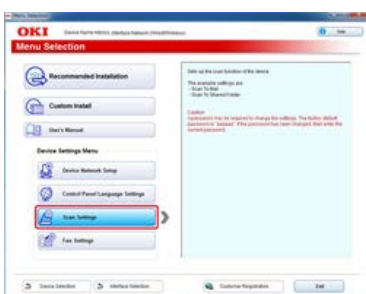 OKI
Menu Selection
Recommended Installation
Custom Install
User's Manual
Device Settings Menu
Device Network Setup
Control Panel Language Settings
Scan Settings
Fax Settings
Sets up the scan function of the device
The available settings are
- Scan To Mail
- Scan To Shared Folder
Caution
Device Selection
Interface Selection
Customer Registration